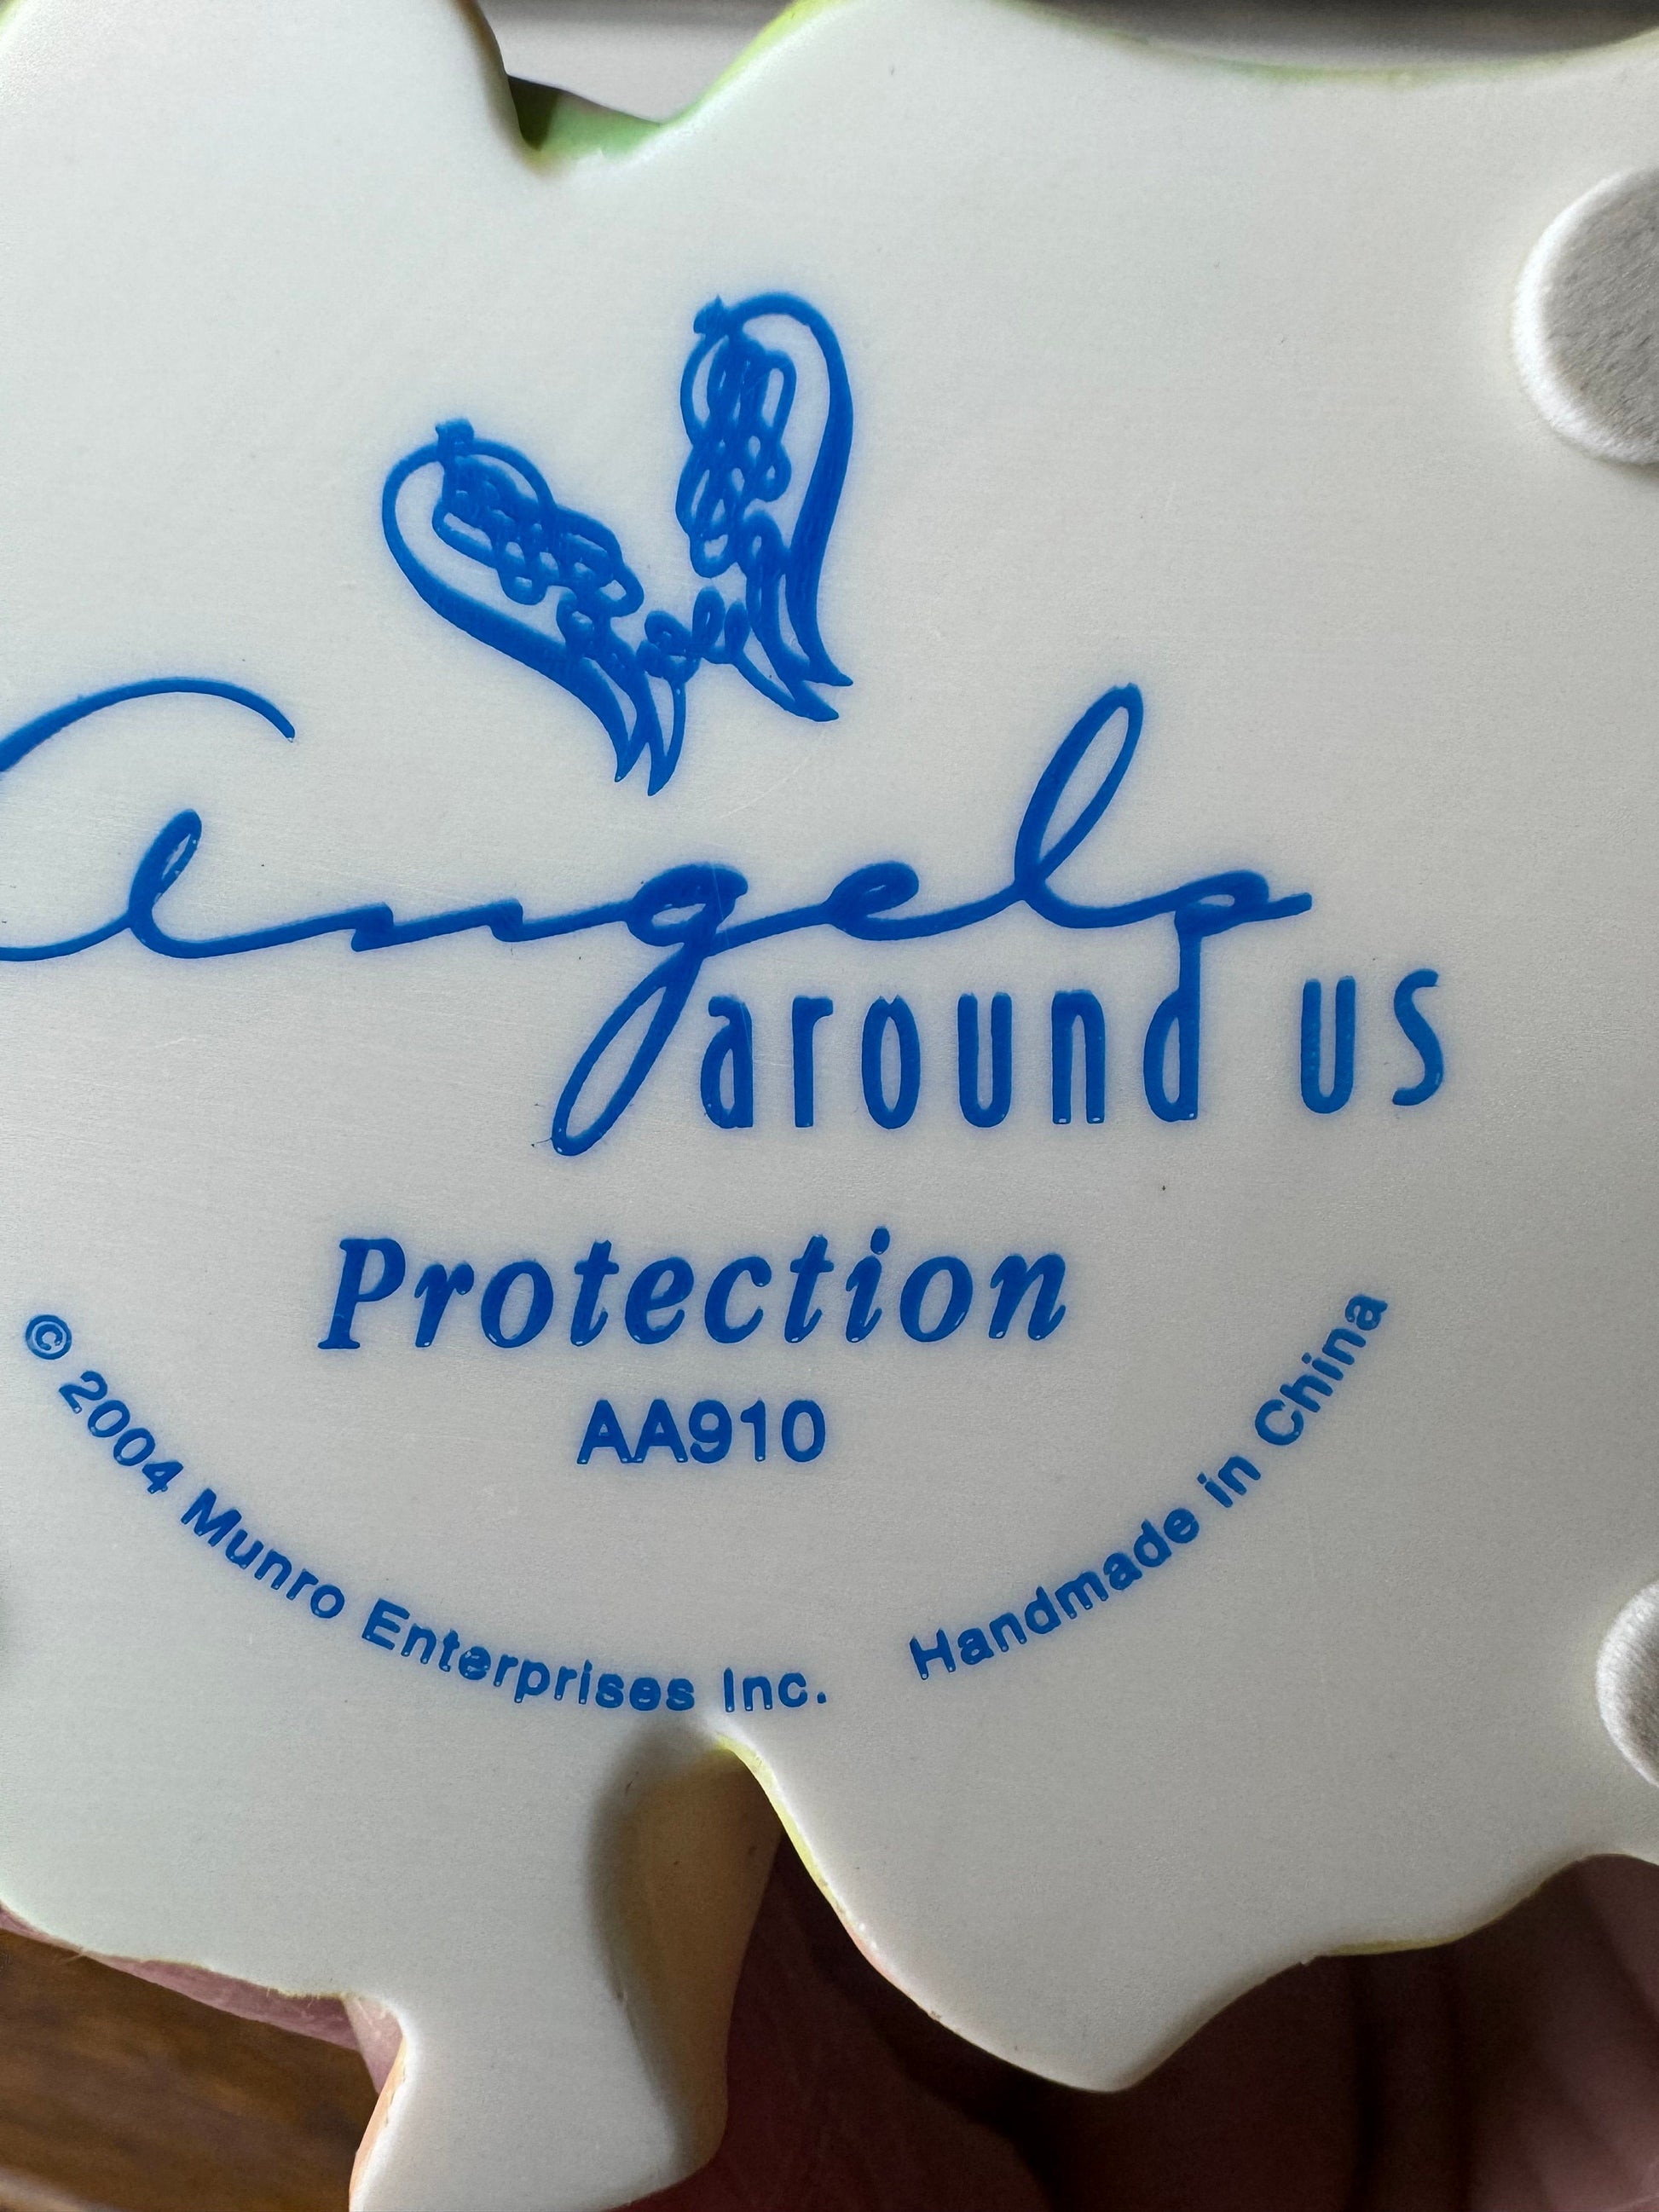 Angels
around us
Protection
AA910
© 2004 Munro Enterprises Inc. Handmade in China